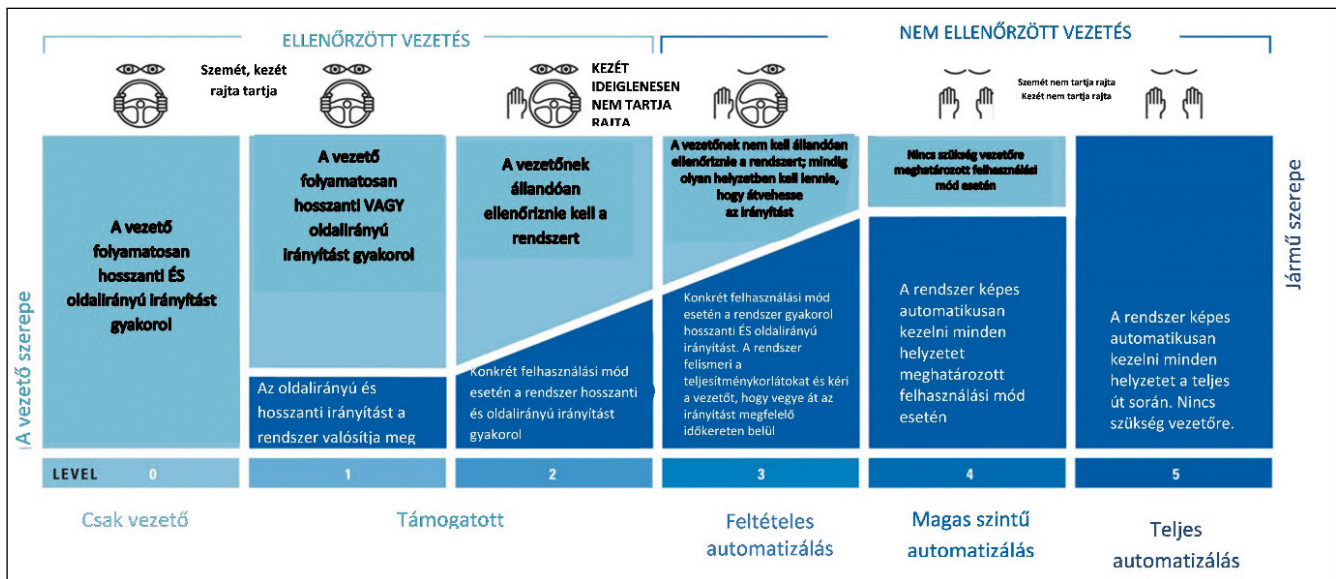 ELLENŐRZÖTT VEZETÉS
NEM ELLENŐRZÖTT VEZETÉS
Szemét, kezét
rajta tartja
KEZÉT
IDEIGLENESEN
NEM TARTJA
RAJTA
Szemét nem tartja rajta
Kezét nem tartja rajta
A vezető szerepe
A vezető
folyamatosan
hosszanti ÉS
oldalirányú irányítást
gyakorol
A vezető
folyamatosan
hosszanti VAGY
oldalirányú
irányítást gyakorol
Az oldalirányú és
hosszanti irányítást a
rendszer valósítja meg
A vezetőnek
állandóan
ellenőriznie kell a
rendszert
Konkrét felhasználási mód
esetén a rendszer hosszanti
és oldalirányú irányítást
gyakorol
A vezetőnek nem kell állandóan
ellenőriznie a rendszert; mindig
olyan helyzetben kell lennie,
hogy átvehesse
az irányítást
Konkrét felhasználási mód
esetén a rendszer gyakorol
hosszanti ÉS oldalirányú
irányítást. A rendszer
felismeri a
teljesítménykorlátokat és kéri
a vezetőt, hogy vegye át az
irányítást megfelelő
időkereten belül
Nincs szükség vezetőre
meghatározott felhasználási
mód esetén
A rendszer képes
automatikusan
kezelni minden
helyzetet
meghatározott
felhasználási mód
esetén
A rendszer képes
automatikusan
kezelni minden
helyzetet a teljes
út során. Nincs
szükség vezetőre.
Jármű szerepe
LEVEL 0 1 2 3 4 5
Csak vezető
Támogatott
Feltételes
automatizálás
Magas szintű
automatizálás
Teljes
automatizálás